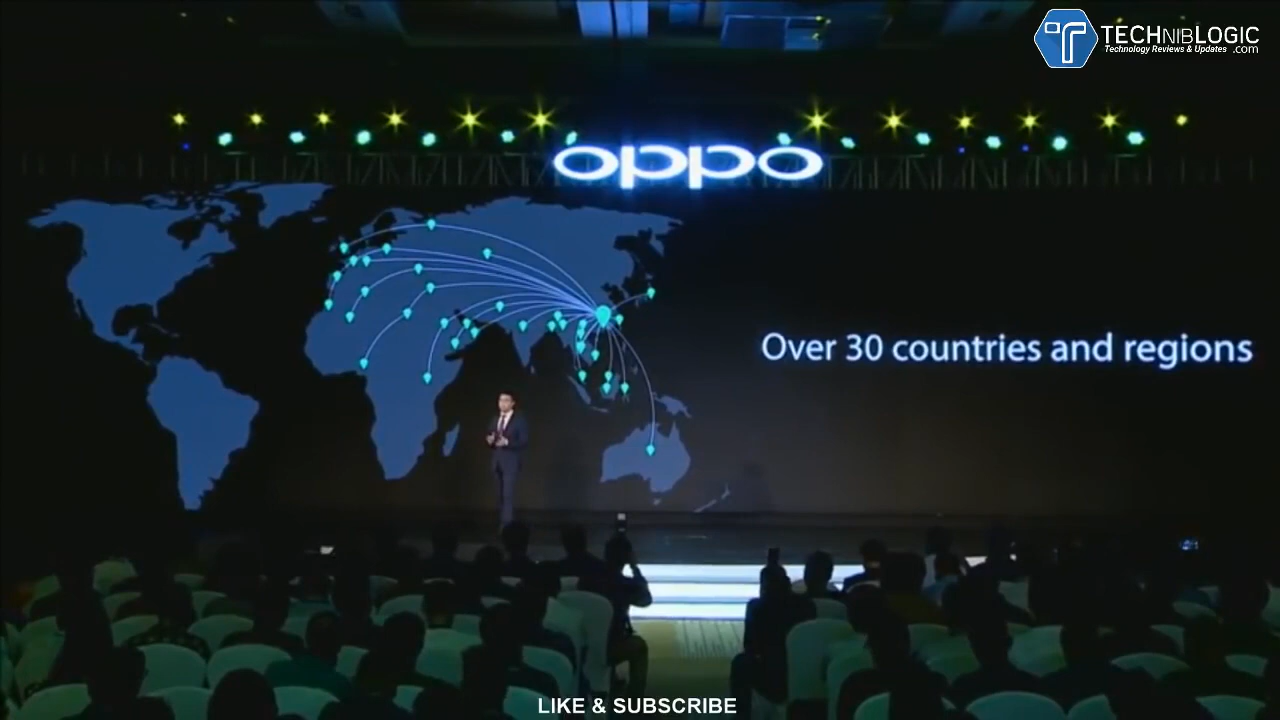 TECHNIBLOGIC
Technology Reviews & Updates .com
oppo
Over 30 countries and regions
LIKE & SUBSCRIBE